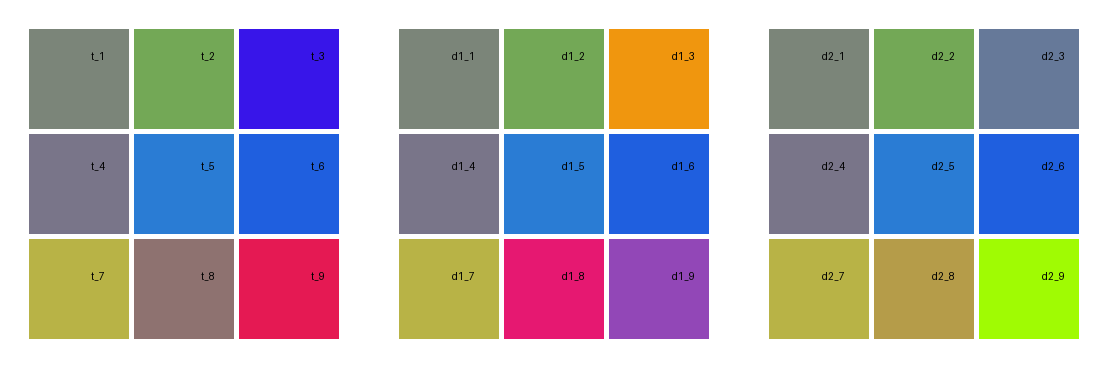 t_1 t_2 t_3 d1_1 d1_2 d1_3 d2_1 d2_2 d2_3
t_4 t_5 t_6 d1_4 d1_5 d1_6 d2_4 d2_5 d2_6
t_7 t_8 t_9 d1_7 d1_8 d1_9 d2_7 d2_8 d2_9